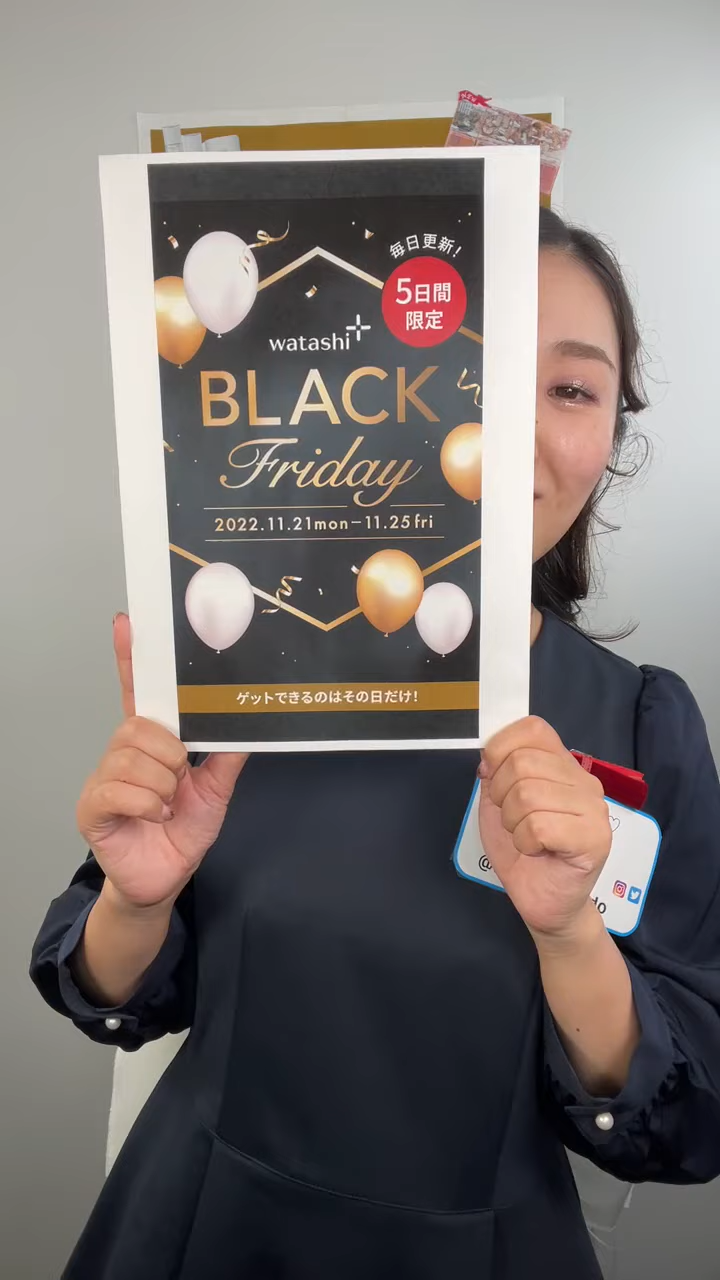 毎日更新！
5日間
限定
watashi+
BLACK
Friday
2022.11.21mon−11.25fri
ゲットできるのはその日だけ！
@
do